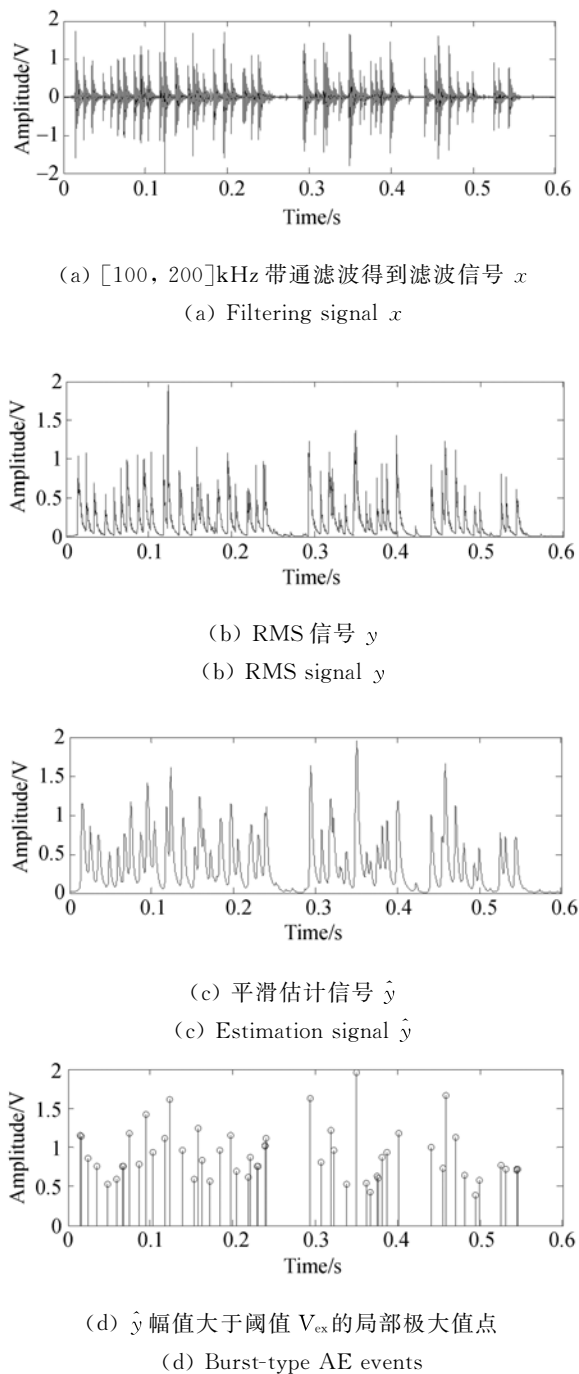 Amplitude/V
2
1
0
−1
−2
0 0.1 0.2 0.3 0.4 0.5 0.6
Time/s
(a) [100, 200]kHz 带通滤波得到滤波信号 x
(a) Filtering signal x
Amplitude/V
2
1.5
1
0.5
0
0 0.1 0.2 0.3 0.4 0.5 0.6
Time/s
(b) RMS 信号 y
(b) RMS signal y
Amplitude/V
2
1.5
1
0.5
0
0 0.1 0.2 0.3 0.4 0.5 0.6
Time/s
(c) 平滑估计信号 ŷ
(c) Estimation signal ŷ
Amplitude/V
2
1.5
1
0.5
0
0 0.1 0.2 0.3 0.4 0.5 0.6
Time/s
(d) ŷ 幅值大于阈值 Vex的局部极大值点
(d) Burst-type AE events